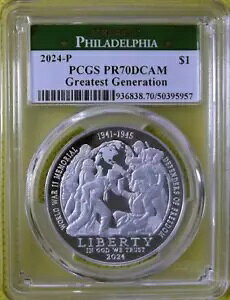 PHILADELPHIA
2024-P $1
PCGS PR70DCAM
Greatest Generation
936838.70/50395957
1941-1945
WORLD WAR II MEMORIAL
DEFENDERS OF FREEDOM
LIBERTY
IN GOD WE TRUST
2024